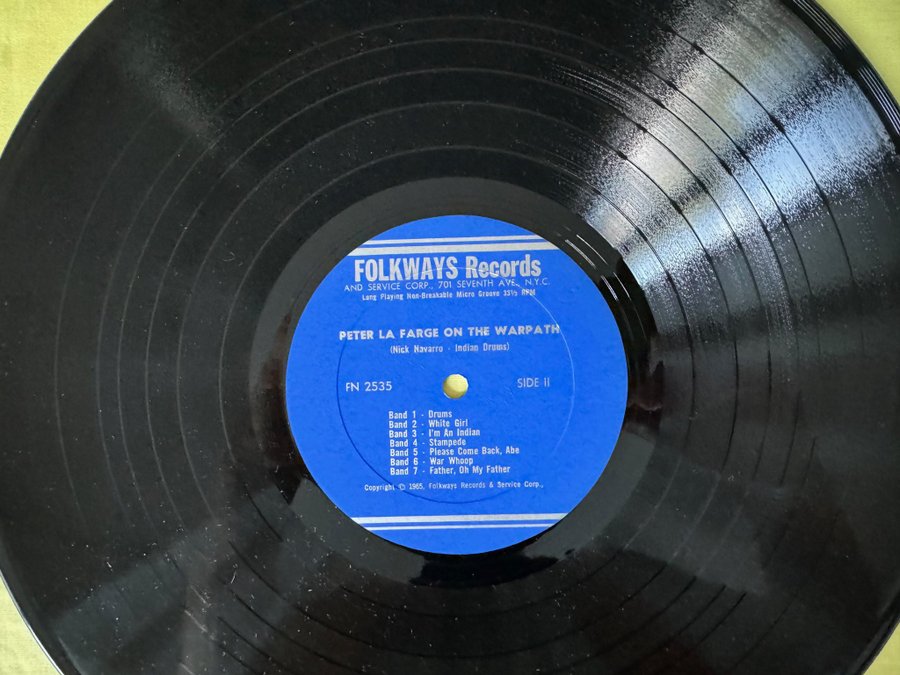 FOLKWAYS Records
AND SERVICE CORP., 701 SEVENTH AVE., N.Y.C.
Long Playing Non-Breakable Micro Groove 33⅓ RPM
PETER LA FARGE ON THE WARPATH
(Nick Navarro - Indian Drums)
FN 2535 SIDE II
Band 1 - Drums
Band 2 - White Girl
Band 3 - I'm An Indian
Band 4 - Stampede
Band 5 - Please Come Back, Abe
Band 6 - War Whoop
Band 7 - Father, Oh My Father
Copyright © 1965, Folkways Records & Service Corp.,